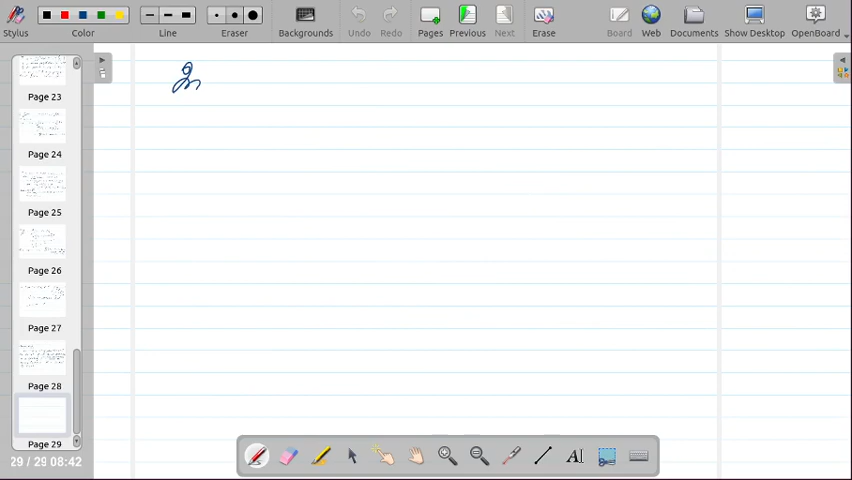 Stylus Color Line Eraser Backgrounds Undo Redo Pages Previous Next Erase Board Web Documents Show Desktop OpenBoard
Page 23
Page 24
Page 25
Page 26
Page 27
Page 28
Page 29
29 / 29 08:42